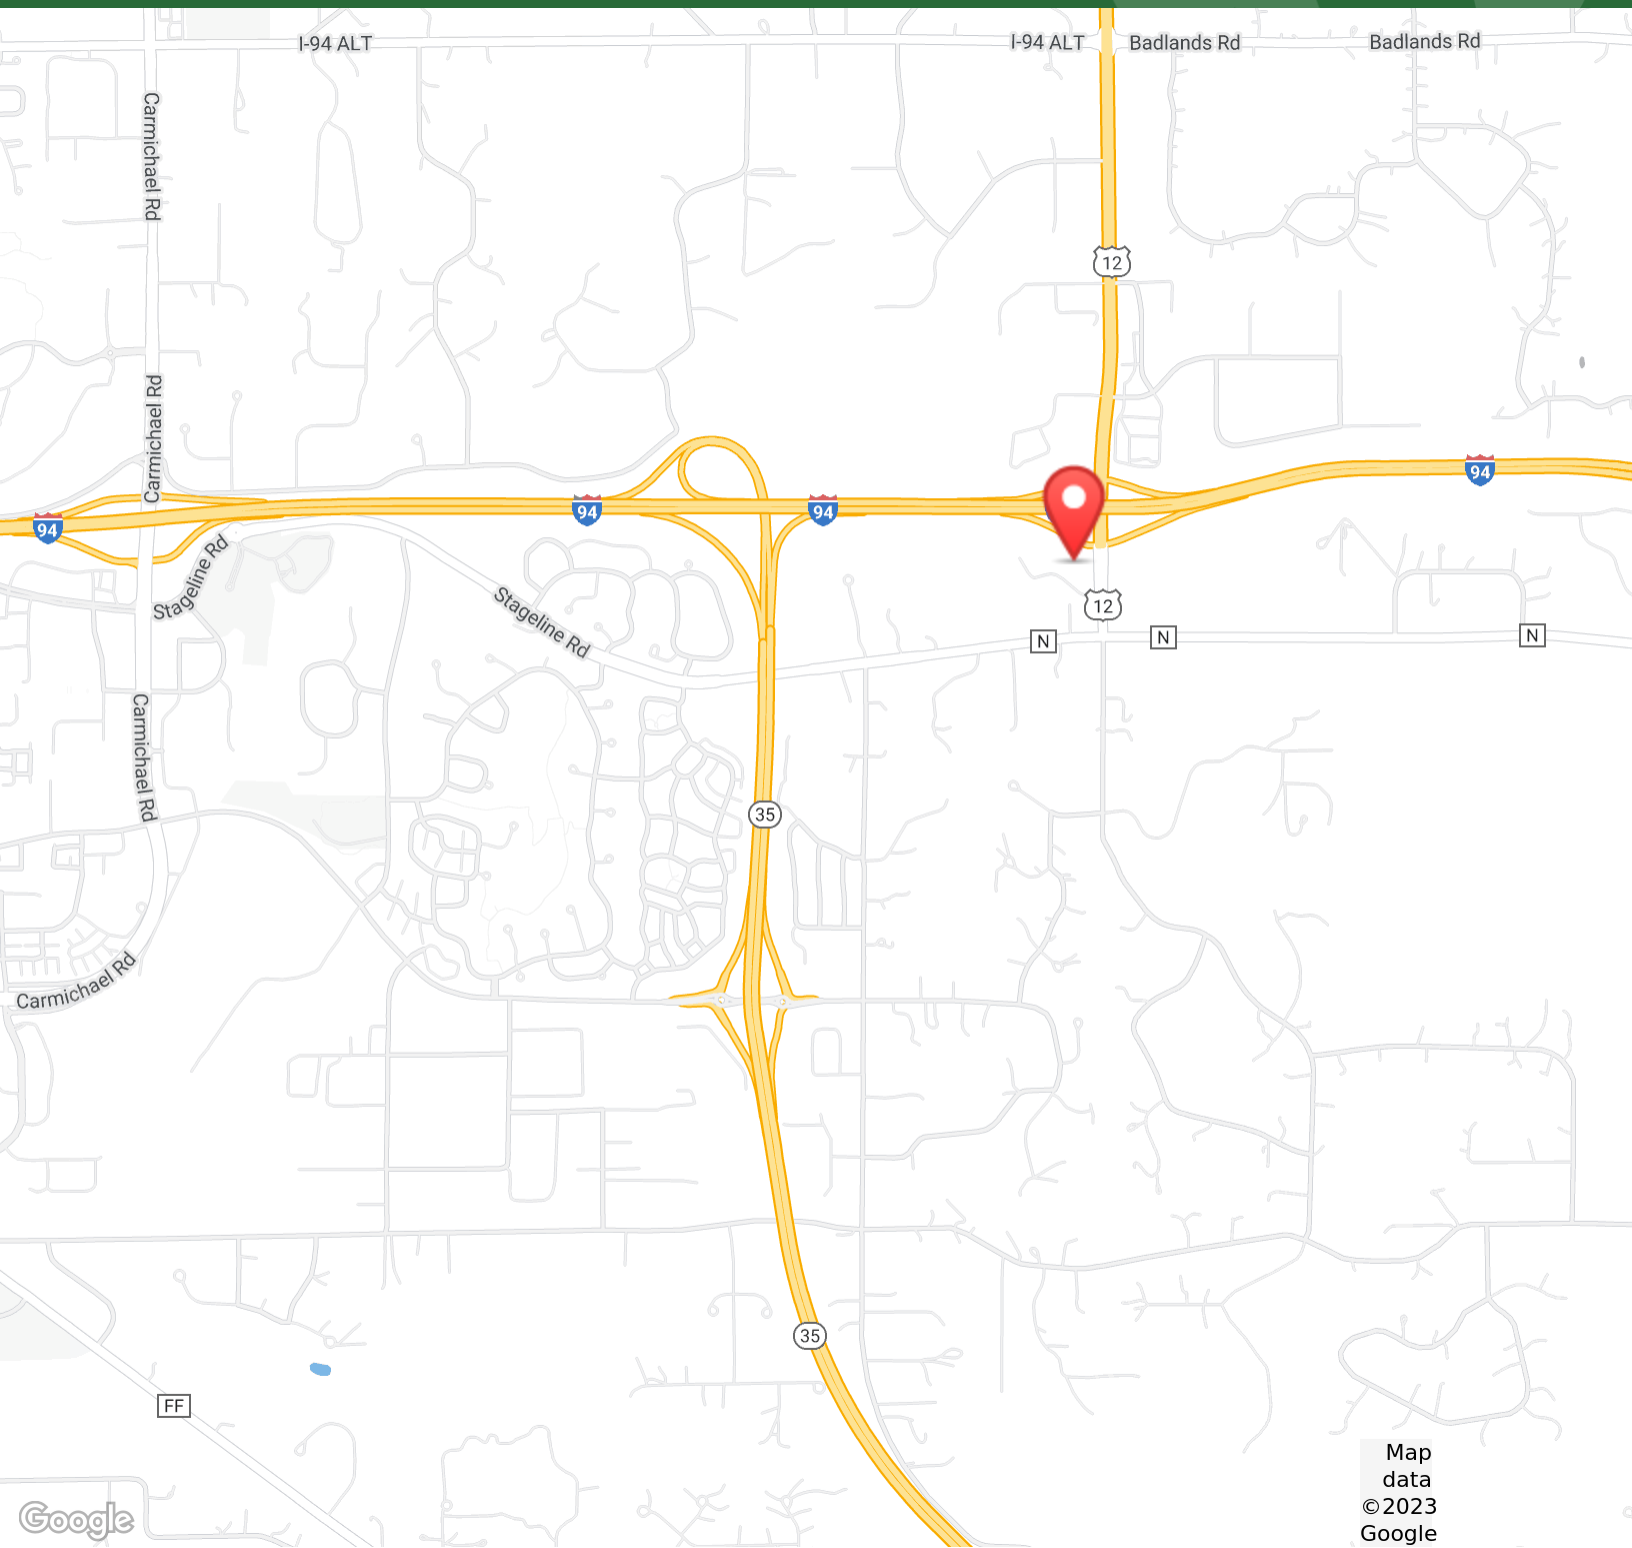 I-94 ALT
I-94 ALT
Badlands Rd
Badlands Rd
Carmichael Rd
12
Carmichael Rd
94
94
94
94
Stageline Rd
Stageline Rd
12
N
N
N
Carmichael Rd
35
Carmichael Rd
35
FF
Map
data
©2023
Google
Google